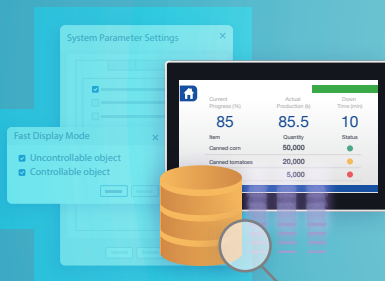 System Parameter Settings
Fast Display Mode
Uncontrollable object
Controllable object
Current Actual Down
Progress (%) Production (k) Time (min)
85 85.5 10
Item Quantity Status
Canned corn 50,000
Canned tomatoes 20,000
5,000